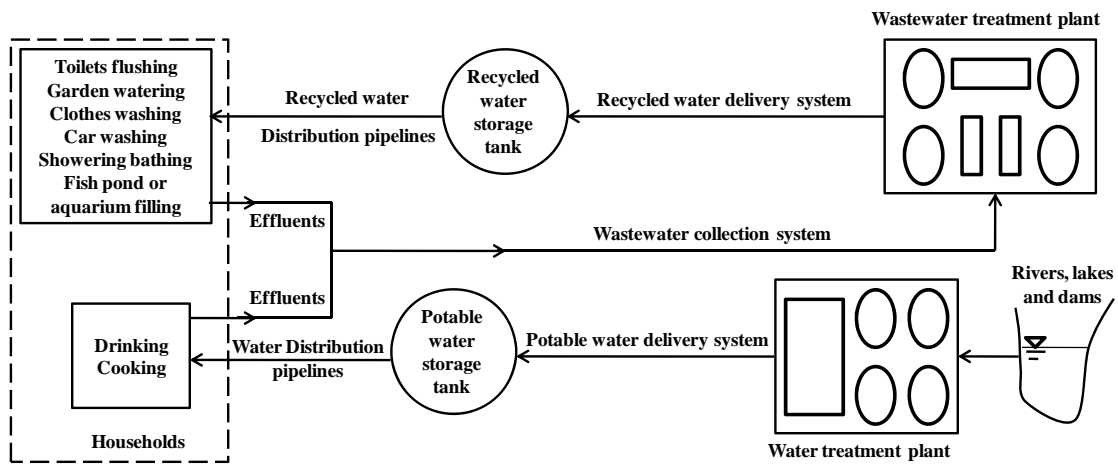 Wastewater treatment plant
Toilets flushing
Garden watering
Clothes washing
Car washing
Showering bathing
Fish pond or
aquarium filling
Recycled water
Distribution pipelines
Recycled
water
storage
tank
Recycled water delivery system
Effluents
Wastewater collection system
Effluents
Rivers, lakes
and dams
Drinking
Cooking
Water Distribution
pipelines
Potable
water
storage
tank
Potable water delivery system
Households
Water treatment plant